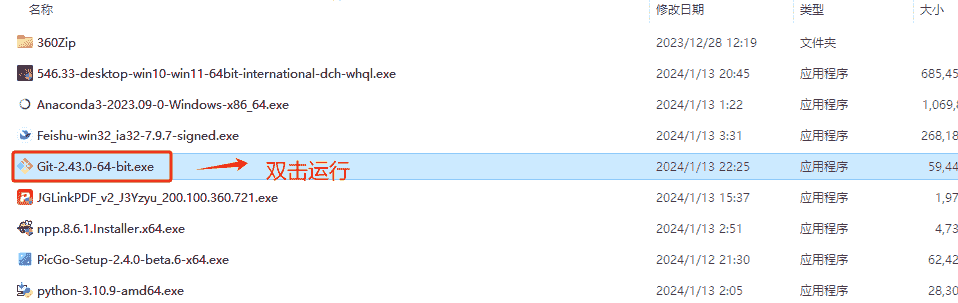 名称 修改日期 类型 大小
360Zip 2023/12/28 12:19 文件夹
546.33-desktop-win10-win11-64bit-international-dch-whql.exe 2024/1/13 20:45 应用程序 685,45
Anaconda3-2023.09-0-Windows-x86_64.exe 2024/1/13 1:22 应用程序 1,069,8
Feishu-win32_ia32-7.9.7-signed.exe 2024/1/13 3:31 应用程序 268,18
Git-2.43.0-64-bit.exe 双击运行 2024/1/13 22:25 应用程序 59,44
JGLinkPDF_v2_J3Yzyu_200.100.360.721.exe 2024/1/13 15:37 应用程序 1,97
npp.8.6.1.Installer.x64.exe 2024/1/13 2:51 应用程序 4,73
PicGo-Setup-2.4.0-beta.6-x64.exe 2024/1/12 21:30 应用程序 62,42
python-3.10.9-amd64.exe 2024/1/13 2:05 应用程序 28,30